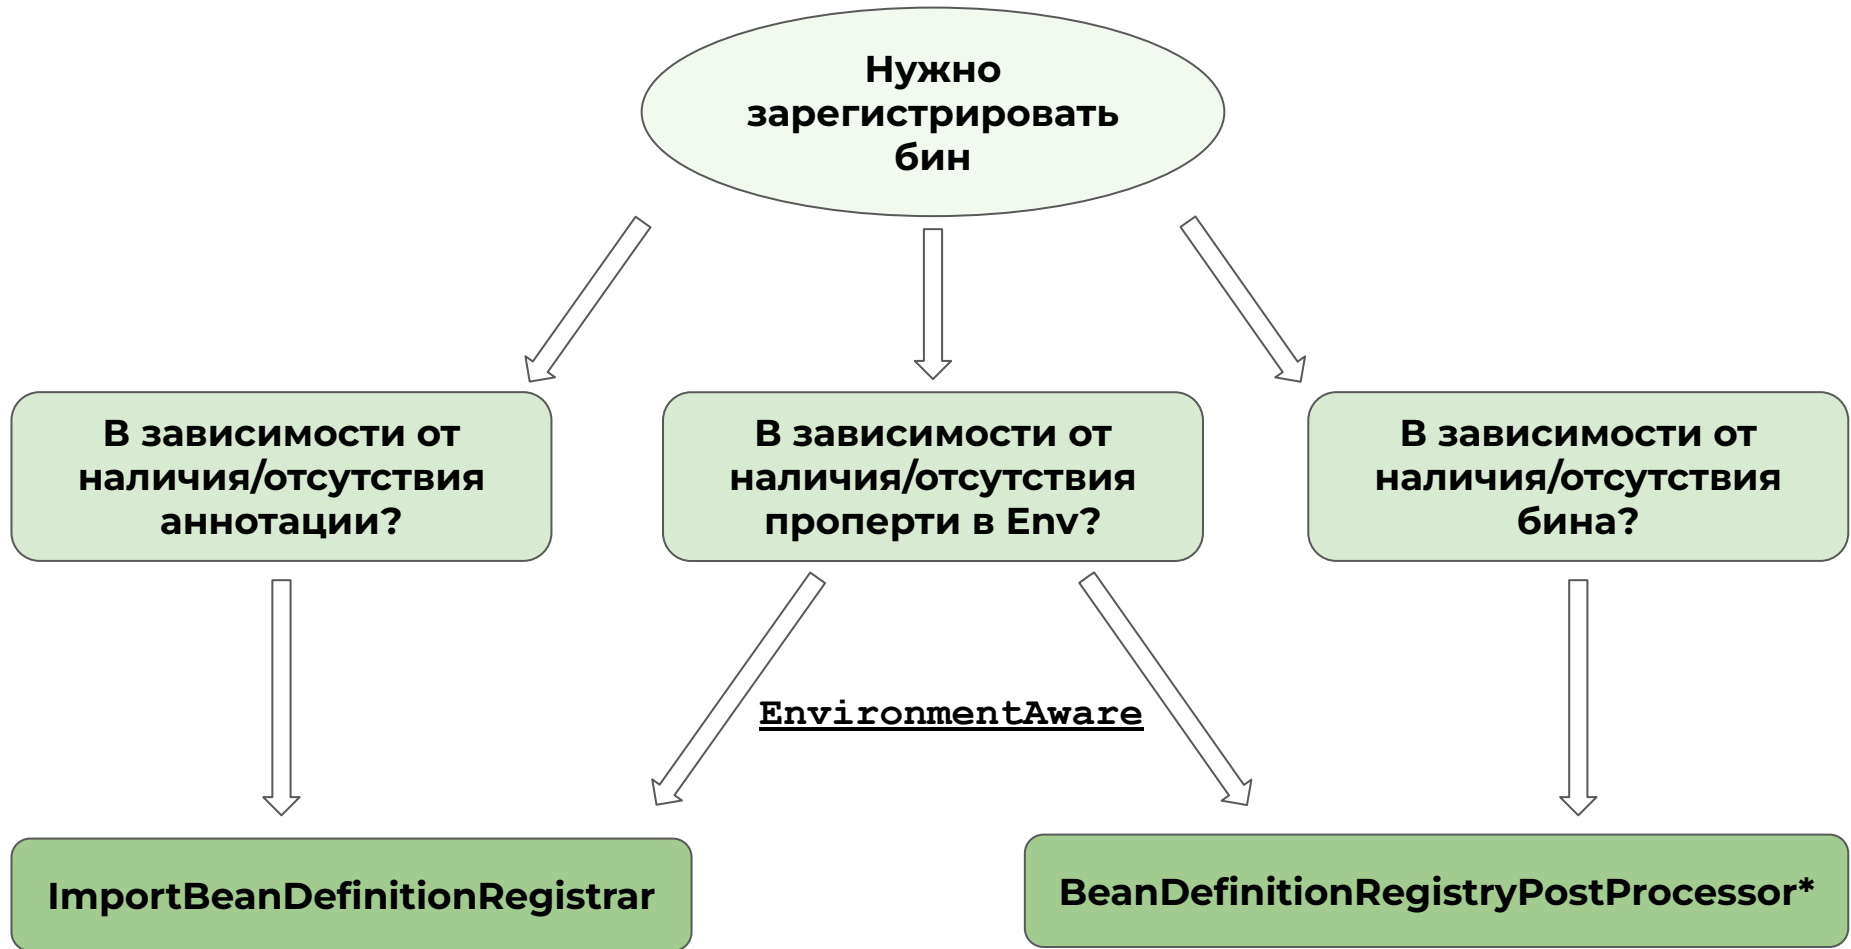 Нужно
зарегистрировать
бин
В зависимости от
наличия/отсутствия
аннотации?
В зависимости от
наличия/отсутствия
проперти в Env?
В зависимости от
наличия/отсутствия
бина?
EnvironmentAware
ImportBeanDefinitionRegistrar
BeanDefinitionRegistryPostProcessor*